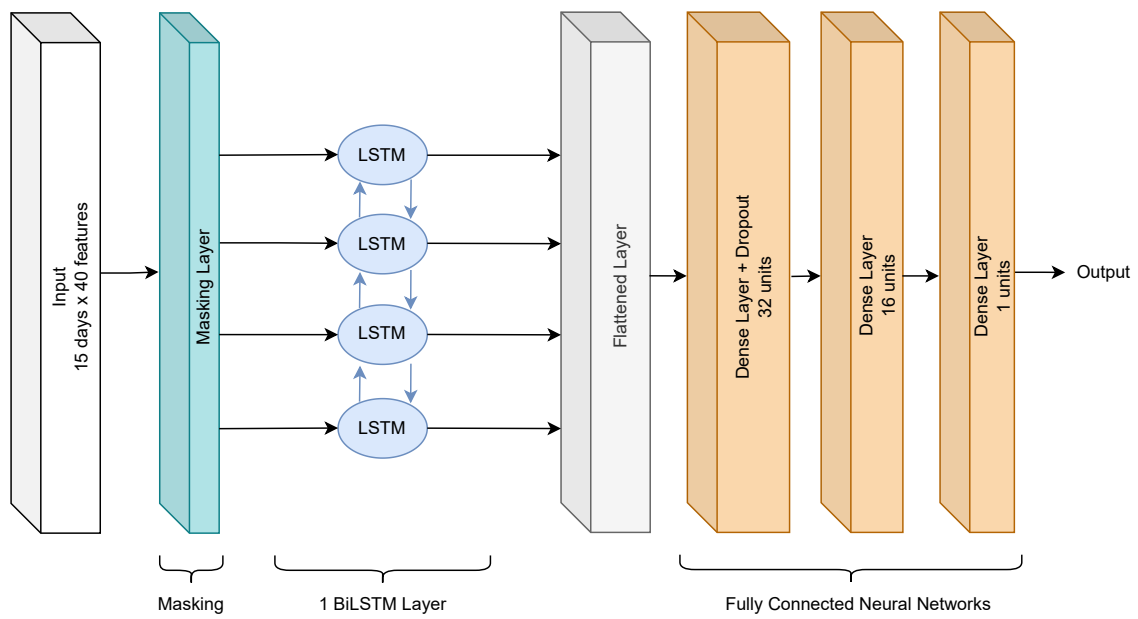 Input
15 days x 40 features
Masking Layer
LSTM
LSTM
LSTM
LSTM
Flattened Layer
Dense Layer + Dropout
32 units
Dense Layer
16 units
Dense Layer
1 units
Output
Masking
1 BiLSTM Layer
Fully Connected Neural Networks